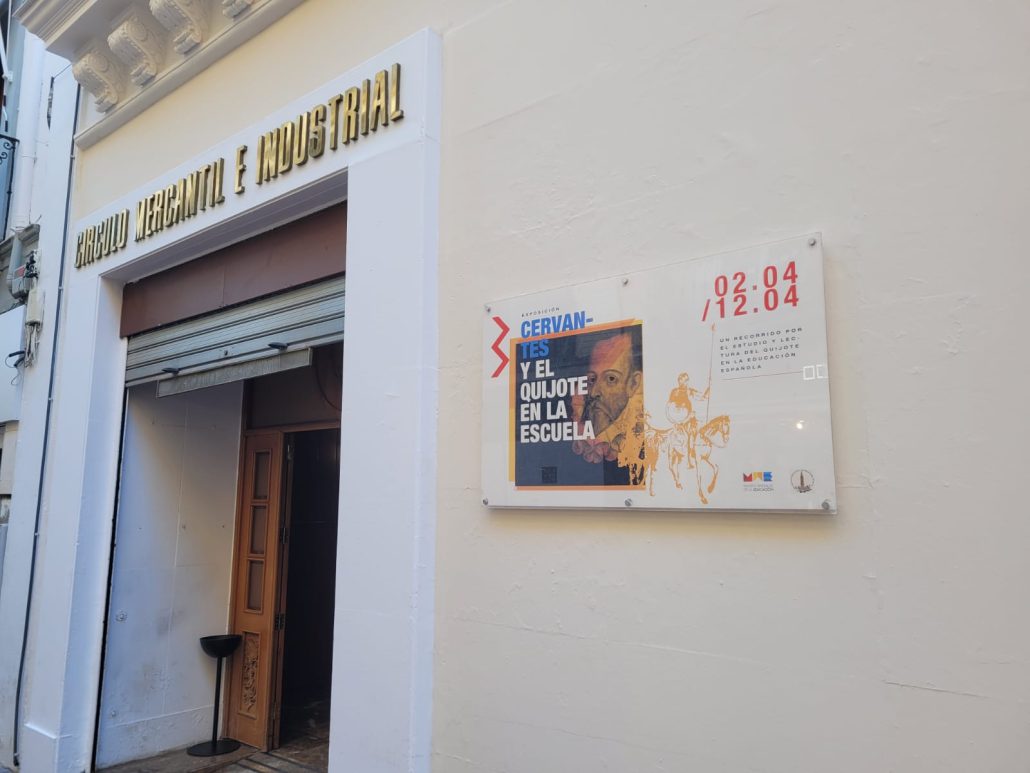 CIRCULO MERCANTIL E INDUSTRIAL
EXPOSICIÓN
CERVAN-
TES
Y EL
QUIJOTE
EN LA
ESCUELA
02.04
/12.04
UN RECORRIDO POR
EL ESTUDIO Y LEC-
TURA DEL QUIJOTE
EN LA EDUCACIÓN
ESPAÑOLA